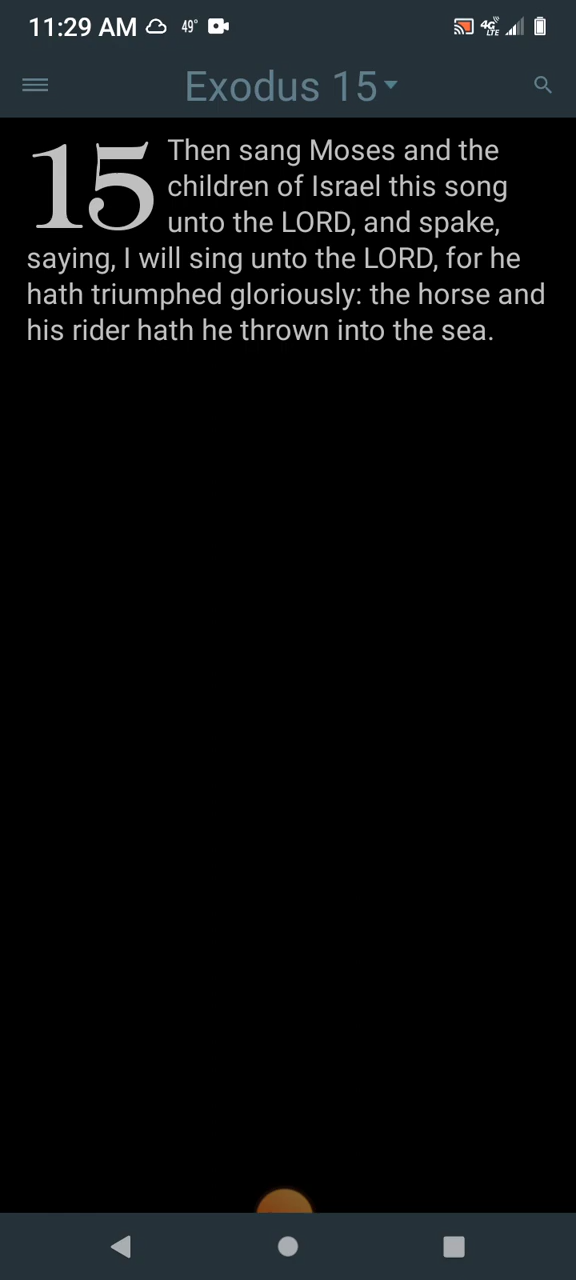 11:29 AM 49° 4G LTE
Exodus 15
15 Then sang Moses and the
children of Israel this song
unto the LORD, and spake,
saying, I will sing unto the LORD, for he
hath triumphed gloriously: the horse and
his rider hath he thrown into the sea.